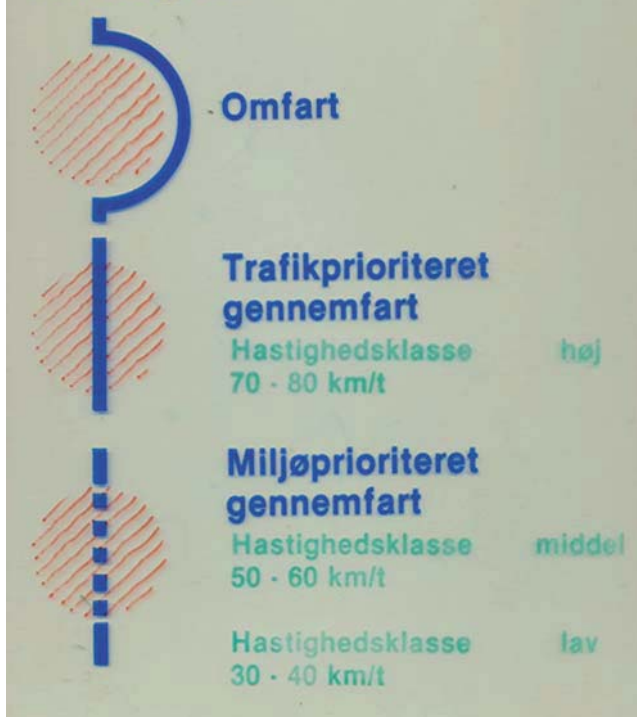 Omfart
Trafikprioriteret
gennemfart
Hastighedsklasse høj
70 - 80 km/t
Miljøprioriteret
gennemfart
Hastighedsklasse middel
50 - 60 km/t
Hastighedsklasse lav
30 - 40 km/t